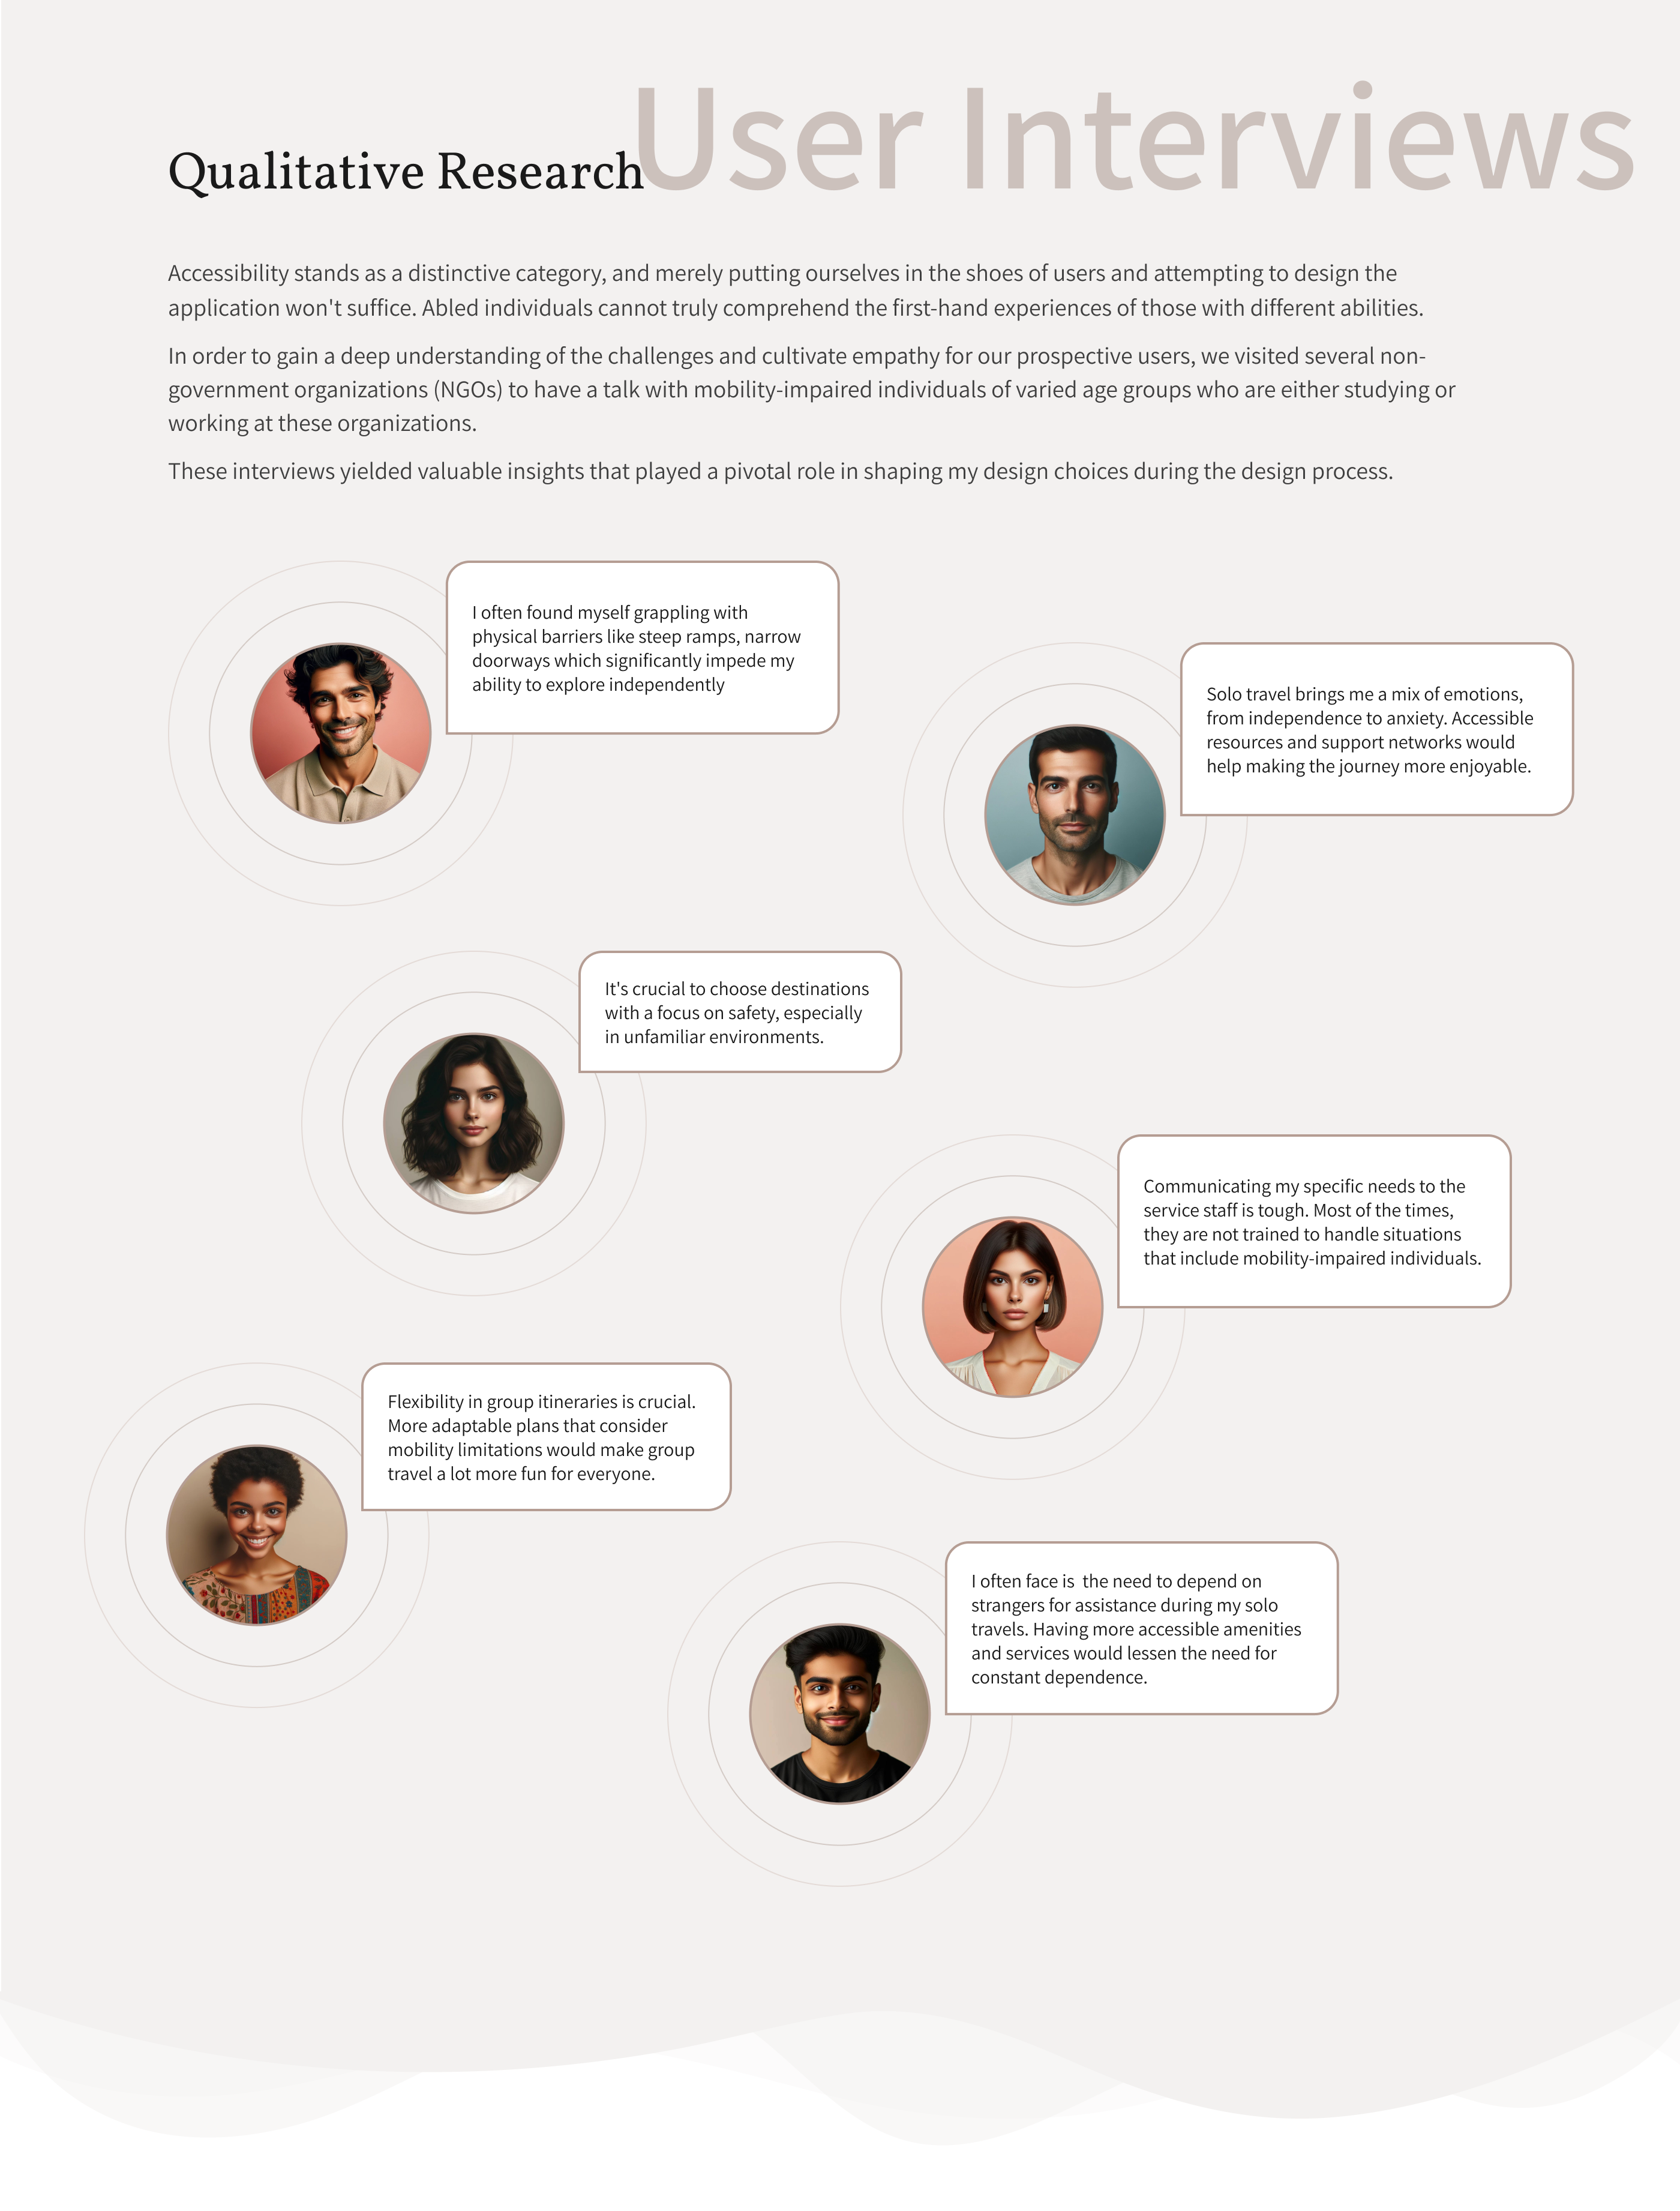 User Interviews
Qualitative Research
Accessibility stands as a distinctive category, and merely putting ourselves in the shoes of users and attempting to design the
application won't suffice. Abled individuals cannot truly comprehend the first-hand experiences of those with different abilities.
In order to gain a deep understanding of the challenges and cultivate empathy for our prospective users, we visited several non-
government organizations (NGOs) to have a talk with mobility-impaired individuals of varied age groups who are either studying or
working at these organizations.
These interviews yielded valuable insights that played a pivotal role in shaping my design choices during the design process.
I often found myself grappling with
physical barriers like steep ramps, narrow
doorways which significantly impede my
ability to explore independently
Solo travel brings me a mix of emotions,
from independence to anxiety. Accessible
resources and support networks would
help making the journey more enjoyable.
It's crucial to choose destinations
with a focus on safety, especially
in unfamiliar environments.
Communicating my specific needs to the
service staff is tough. Most of the times,
they are not trained to handle situations
that include mobility-impaired individuals.
Flexibility in group itineraries is crucial.
More adaptable plans that consider
mobility limitations would make group
travel a lot more fun for everyone.
I often face is  the need to depend on
strangers for assistance during my solo
travels. Having more accessible amenities
and services would lessen the need for
constant dependence.